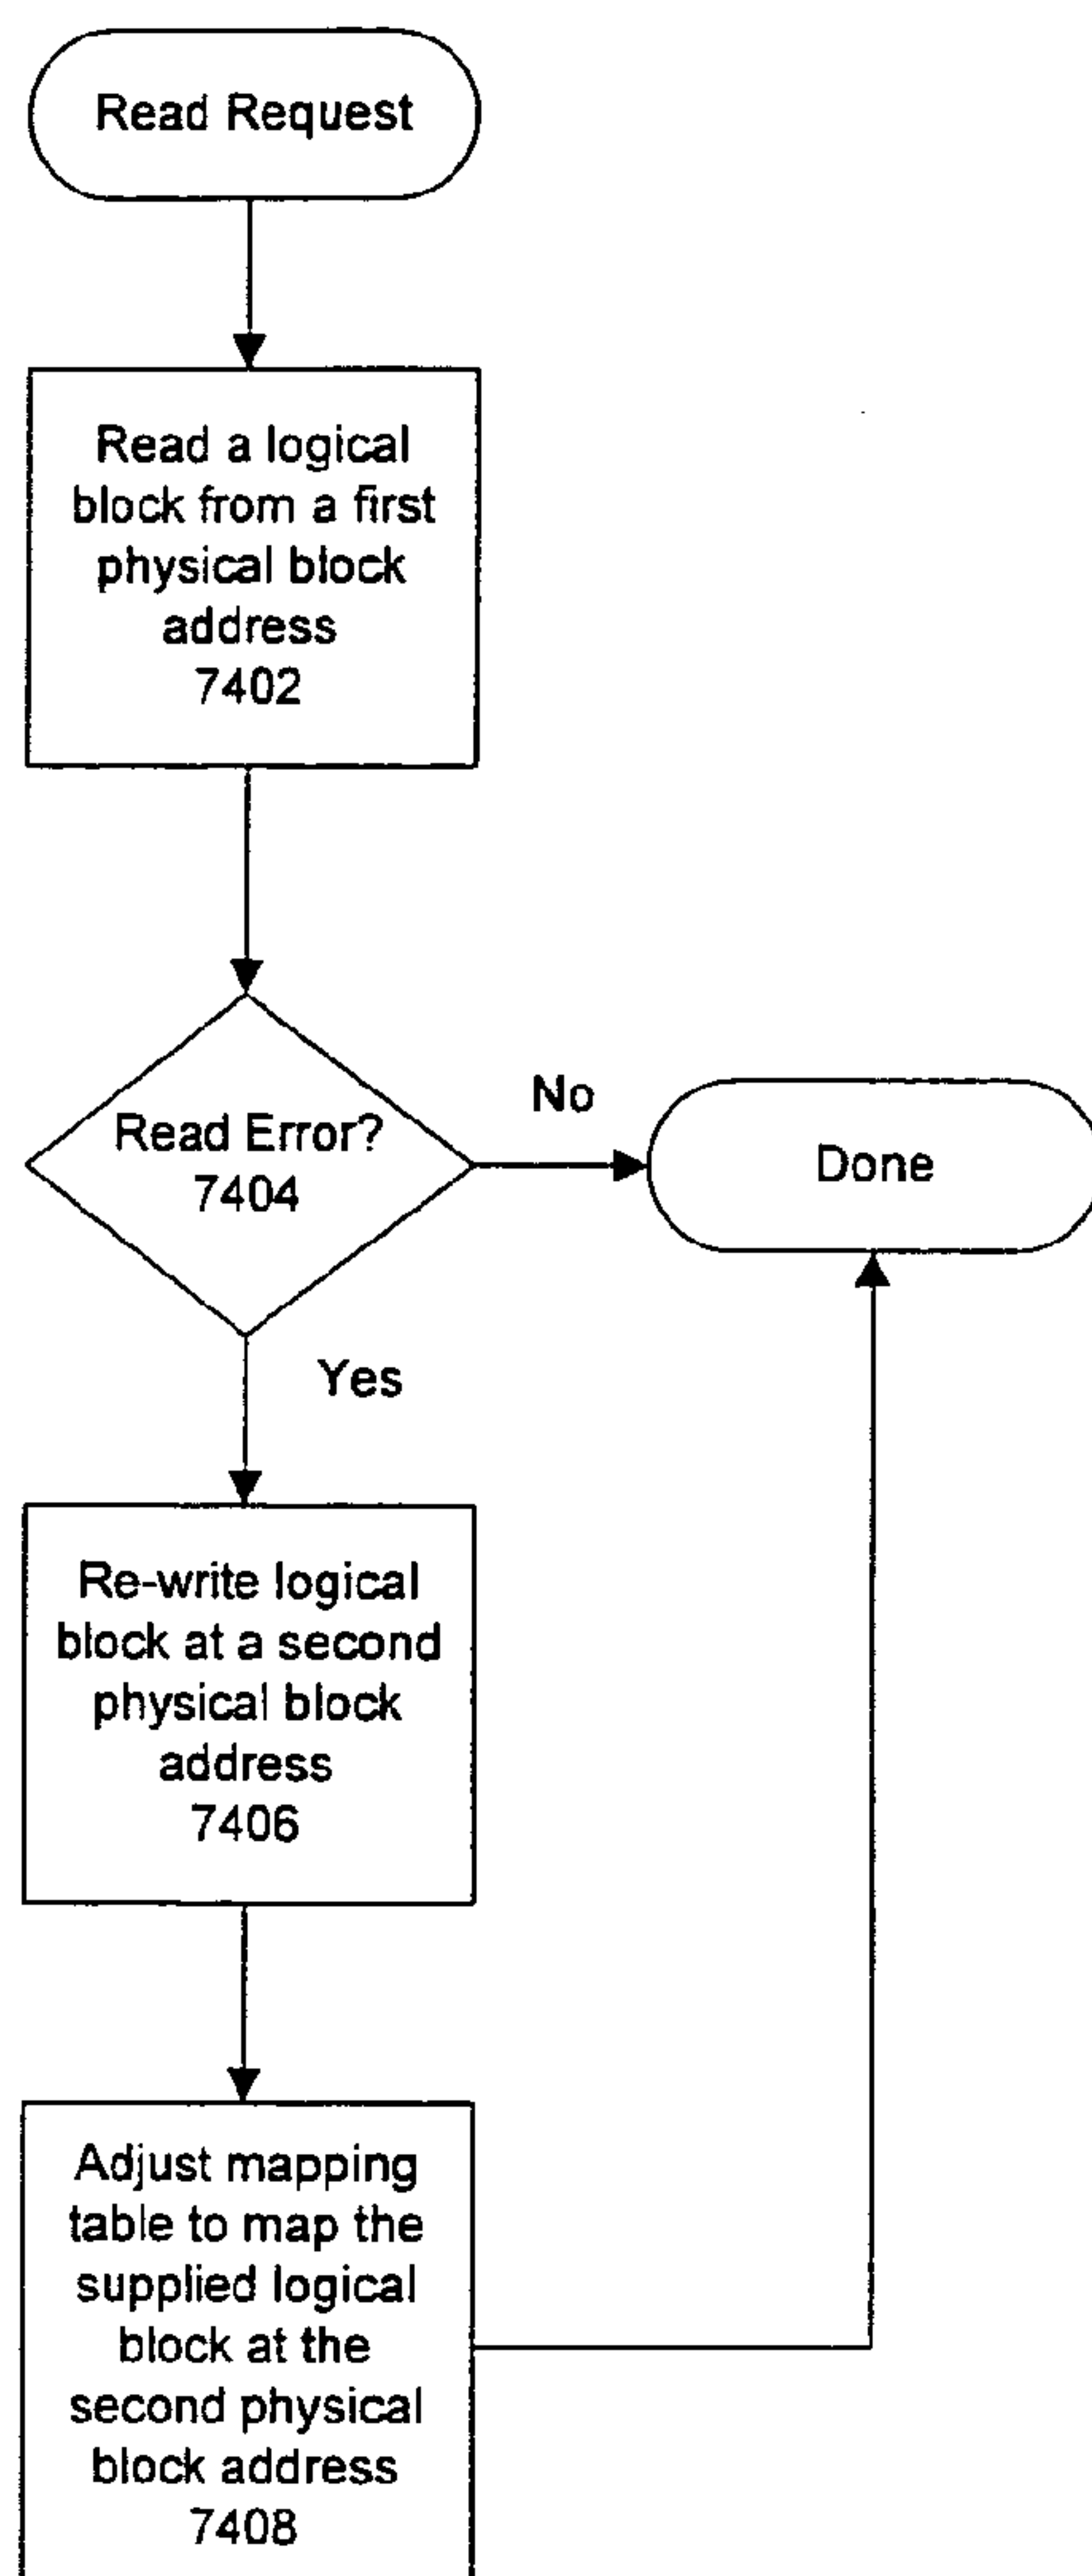 Read Request
Read a logical
block from a first
physical block
address
7402
Read Error?
7404
No
Done
Yes
Re-write logical
block at a second
physical block
address
7406
Adjust mapping
table to map the
supplied logical
block at the
second physical
block address
7408